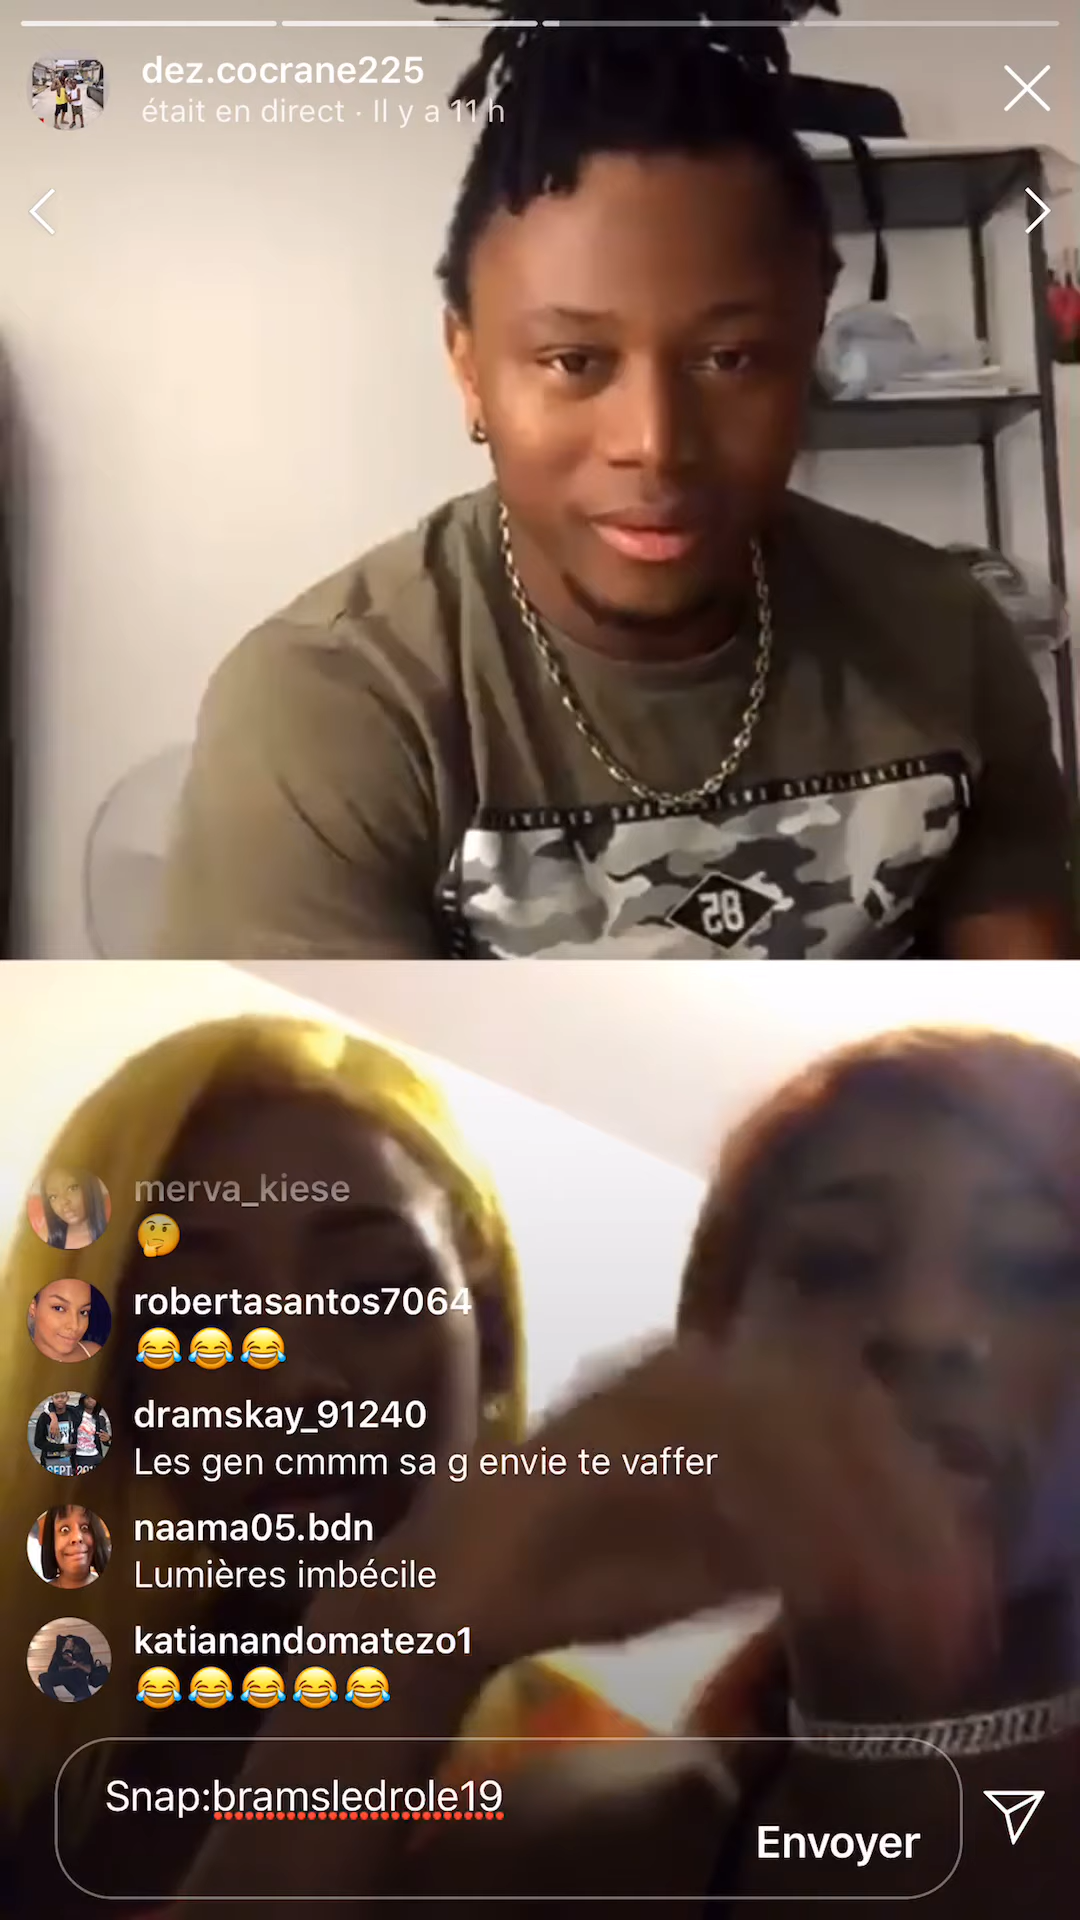 dez.cocrane225
était en direct · Il y a 11 h
85
merva_kiese
🤔
robertasantos7064
😂😂😂
dramskay_91240
Les gen cmmm sa g envie te vaffer
naama05.bdn
Lumières imbécile
katianandomatezo1
😂😂😂😂😂
Snap:bramsledrole19
Envoyer